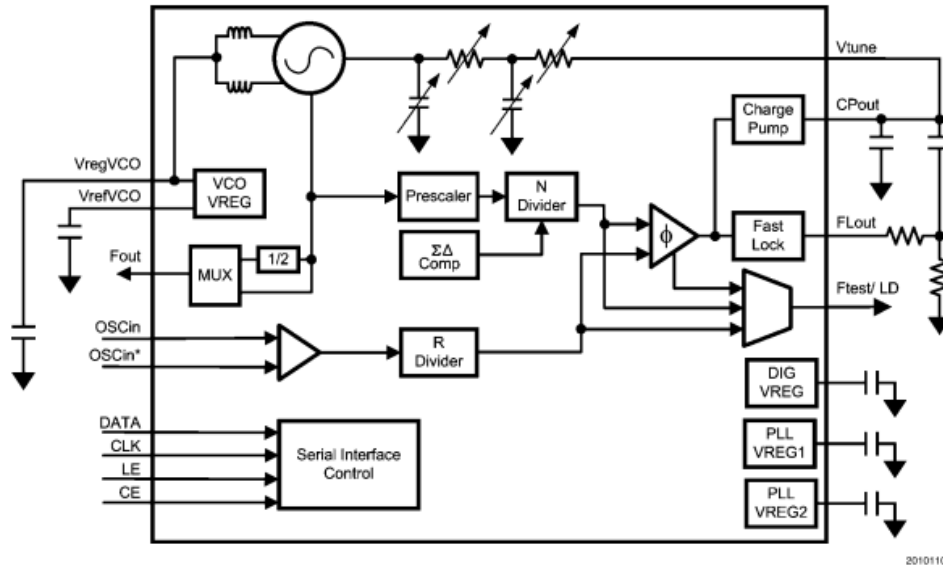 Vtune
Charge
Pump
CPout
VregVCO
VrefVCO
VCO
VREG
Prescaler
N
Divider
ΣΔ
Comp
ϕ
Fast
Lock
FLout
Fout
MUX
1/2
Ftest/ LD
OSCin
OSCin*
R
Divider
DIG
VREG
DATA
CLK
LE
CE
Serial Interface
Control
PLL
VREG1
PLL
VREG2
2010110